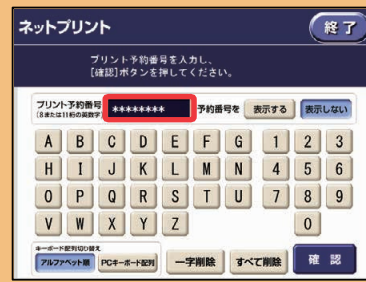 ネットプリント 終了
プリント予約番号を入力し、
[確認]ボタンを押してください。
プリント予約番号 ******** 予約番号を 表示する 表示しない
(8または11桁の英数字)
A B C D E F G 1 2 3
H I J K L M N 4 5 6
O P Q R S T U 7 8 9
V W X Y Z 0
キーボード配列切り替え
アルファベット順 PCキーボード配列 一字削除 すべて削除 確認